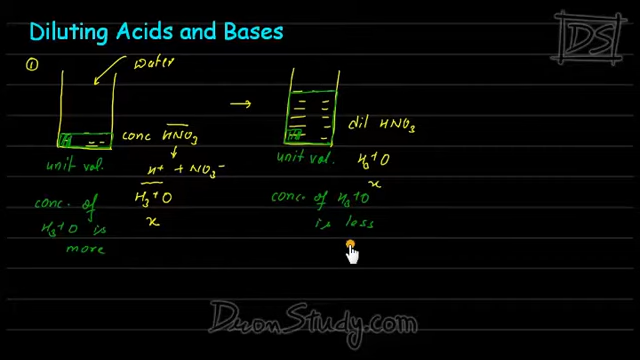 Diluting Acids and Bases
DS
① water
conc HNO₃
dil HNO₃
unit vol.
H⁺ + NO₃⁻
unit vol.
H₃⁺O
x
conc. of
H₃⁺O is
more
H₃⁺O
x
conc. of H₃⁺O
is less
DronStudy.com